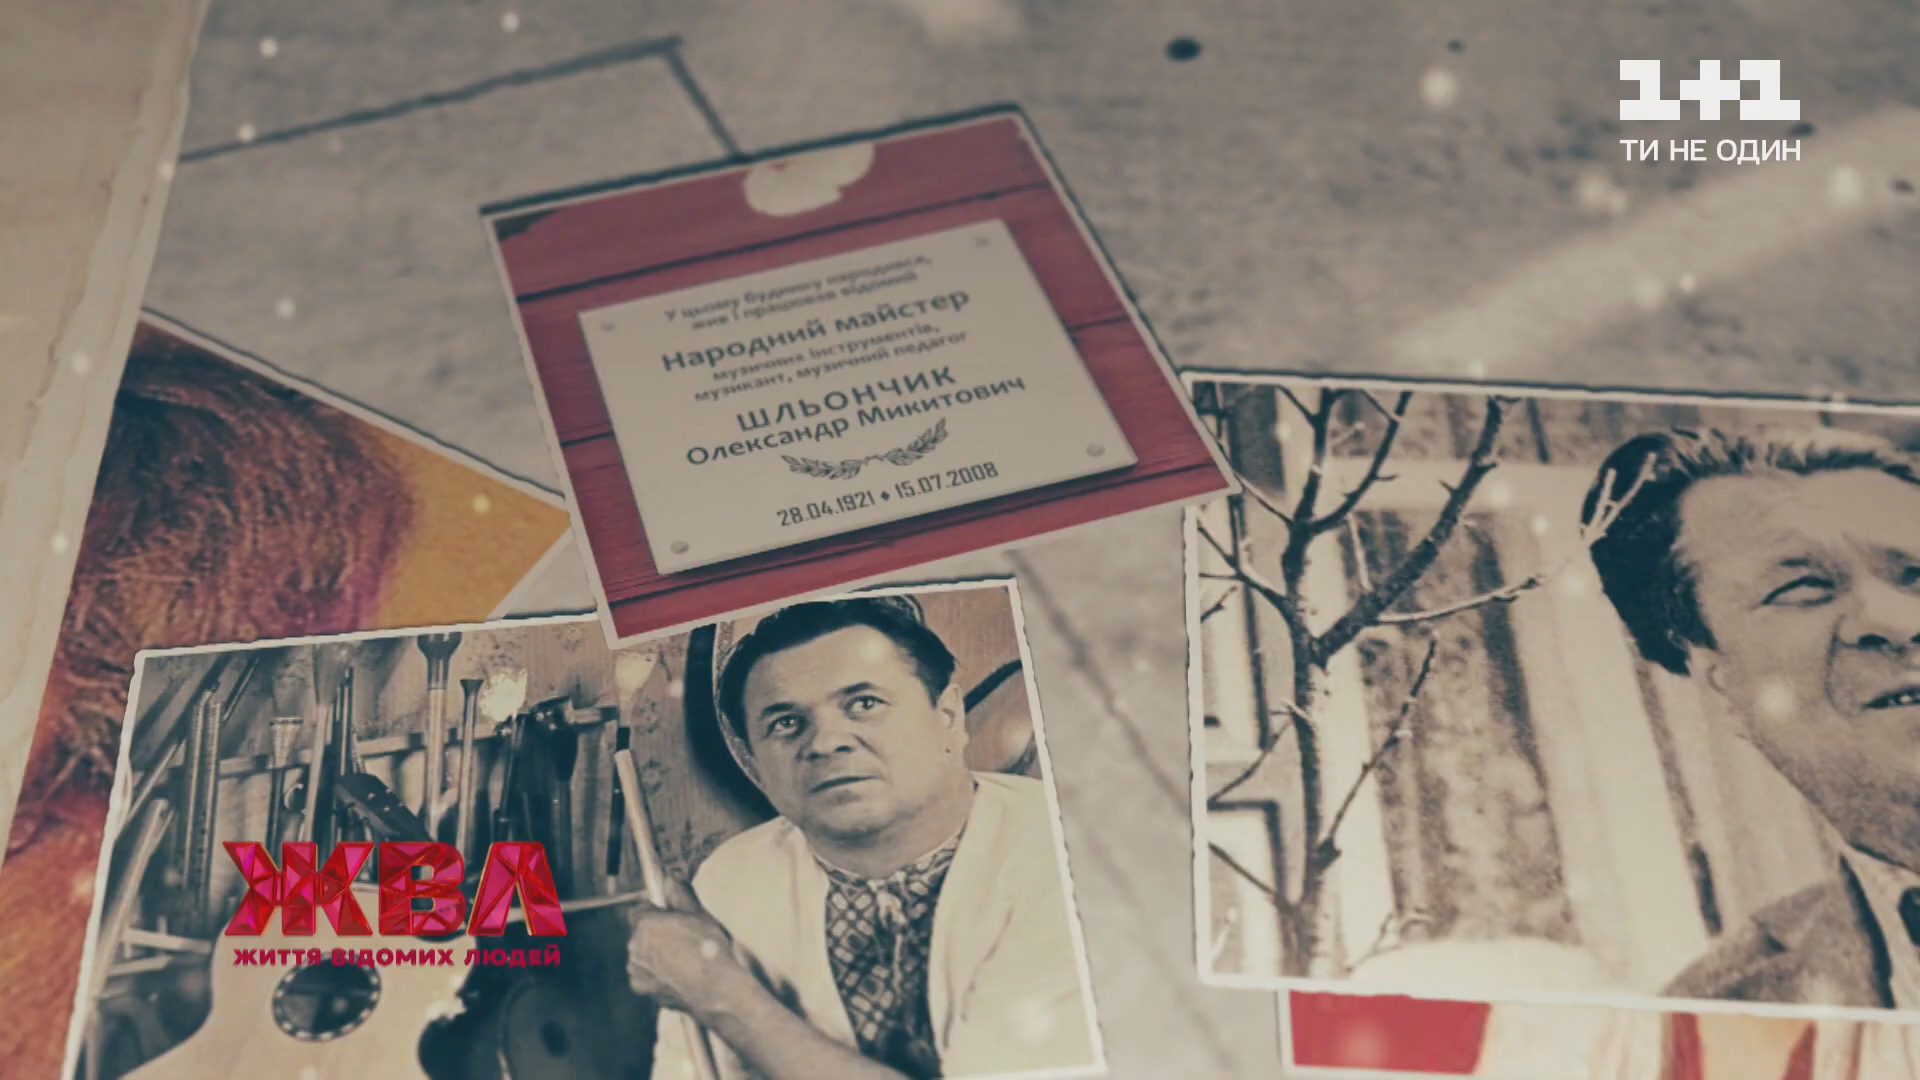 1+1
ТИ НЕ ОДИН
У цьому будинку народився,
жив і працював відомий
Народний майстер
музичних інструментів,
музикант, музичний педагог
ШЛЬОНЧИК
Олександр Микитович
28.04.1921 ♦ 15.07.2008
ЖВЛ
ЖИТТЯ ВІДОМИХ ЛЮДЕЙ